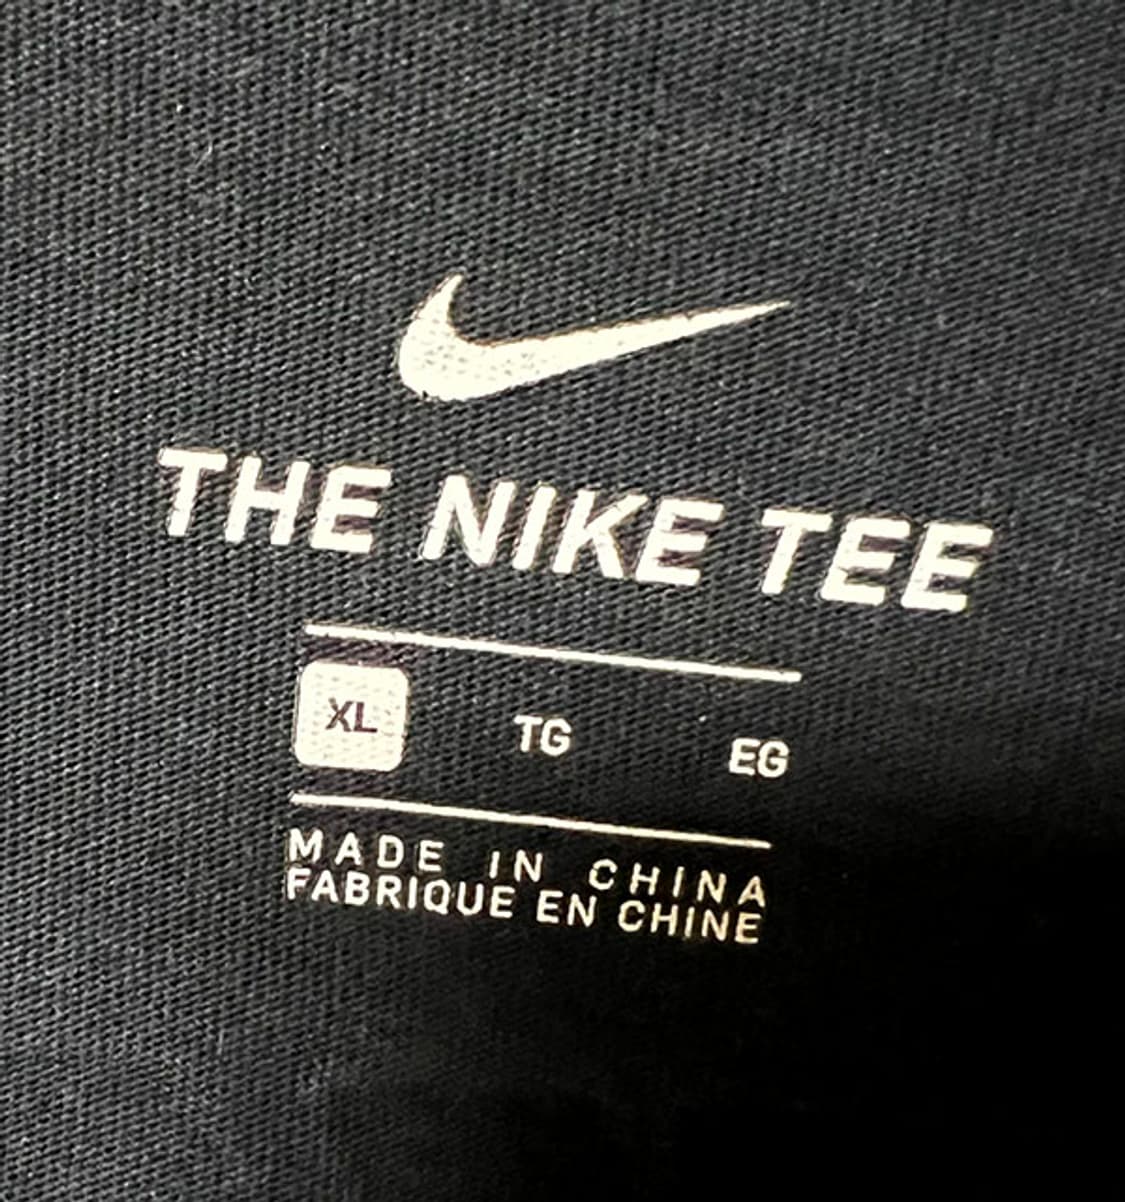 THE NIKE TEE
XL TG EG
MADE IN CHINA
FABRIQUE EN CHINE